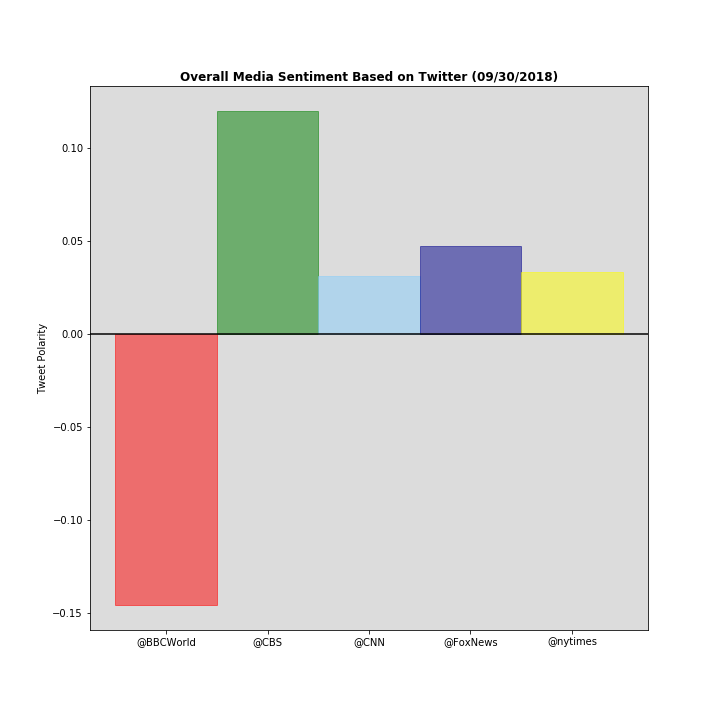 Overall Media Sentiment Based on Twitter (09/30/2018)
Tweet Polarity
0.10
0.05
0.00
−0.05
−0.10
−0.15
@BBCWorld @CBS @CNN @FoxNews @nytimes